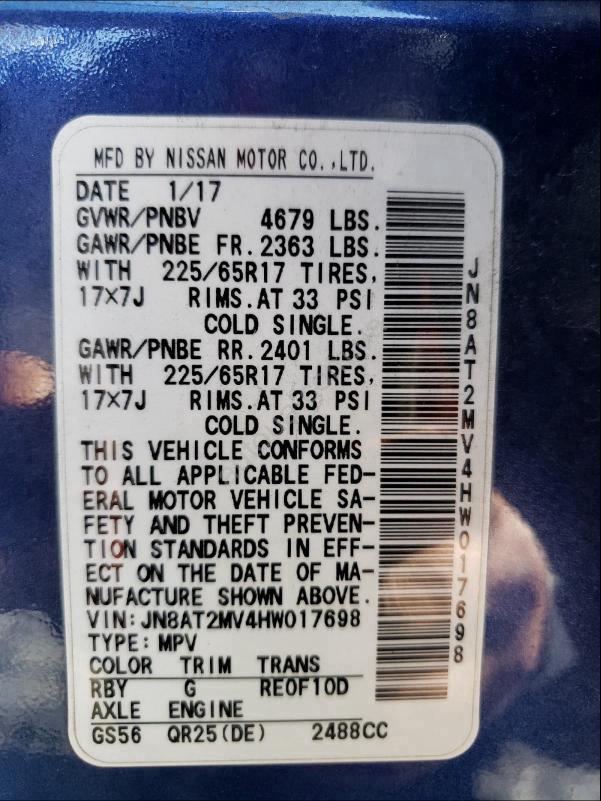 MFD BY NISSAN MOTOR CO.,LTD.
DATE 1/17
GVWR/PNBV 4679 LBS.
GAWR/PNBE FR.2363 LBS.
WITH 225/65R17 TIRES,
17×7J RIMS.AT 33 PSI
COLD SINGLE.
GAWR/PNBE RR.2401 LBS.
WITH 225/65R17 TIRES,
17×7J RIMS.AT 33 PSI
COLD SINGLE.
THIS VEHICLE CONFORMS
TO ALL APPLICABLE FED-
ERAL MOTOR VEHICLE SA-
FETY AND THEFT PREVEN-
TION STANDARDS IN EFF-
ECT ON THE DATE OF MA-
NUFACTURE SHOWN ABOVE.
VIN:JN8AT2MV4HW017698
TYPE:MPV
COLOR TRIM TRANS
RBY G RE0F10D
AXLE ENGINE
GS56 QR25(DE) 2488CC
JN8AT2MV4HW017698